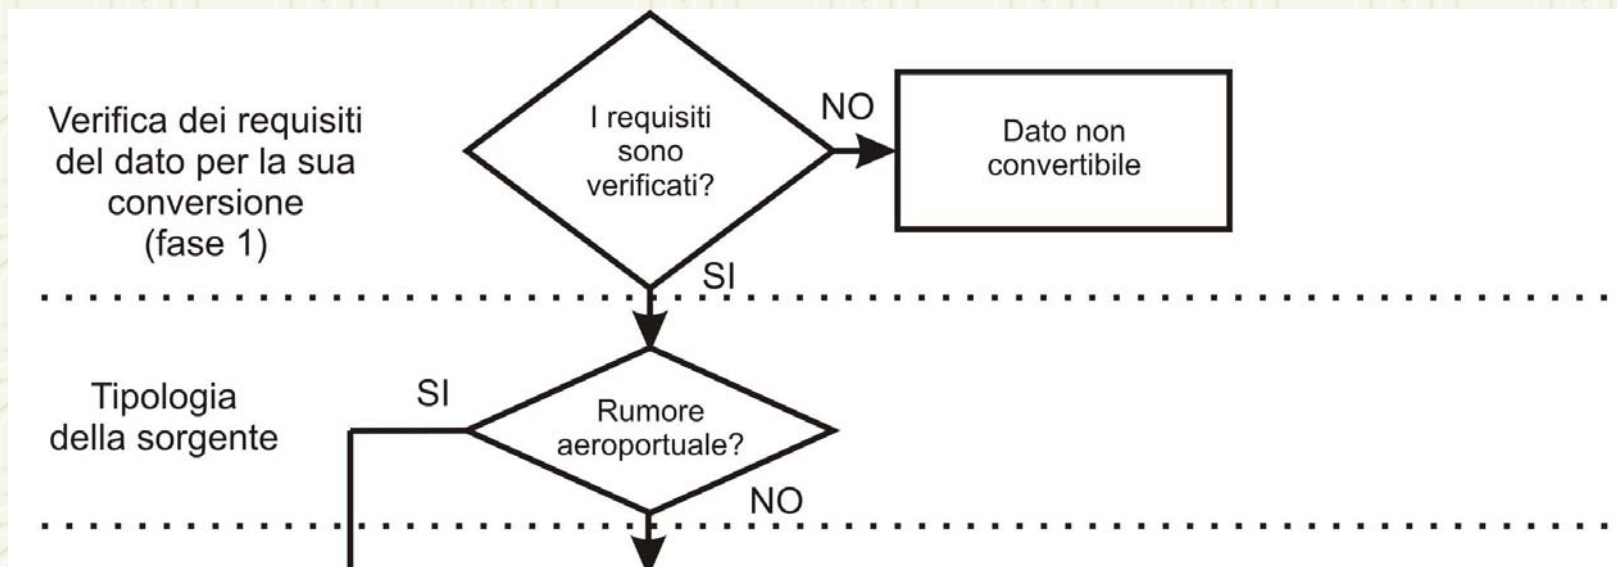 Verifica dei requisiti
del dato per la sua
conversione
(fase 1)
I requisiti
sono
verificati?
NO
Dato non
convertibile
SI
Tipologia
della sorgente
SI
Rumore
aeroportuale?
NO